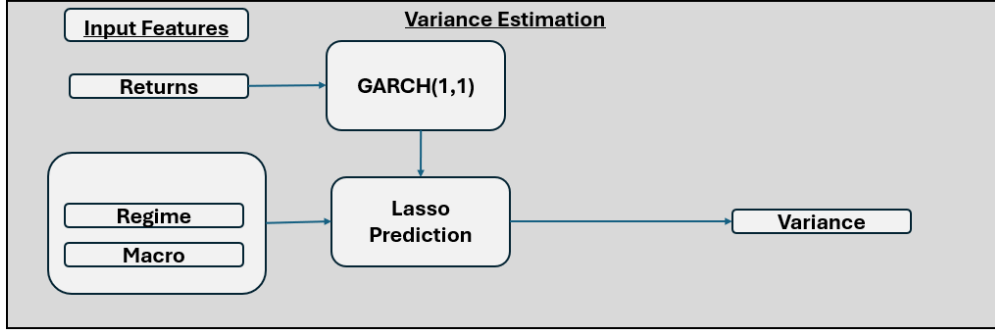 Variance Estimation
Input Features
Returns
GARCH(1,1)
Regime
Macro
Lasso
Prediction
Variance